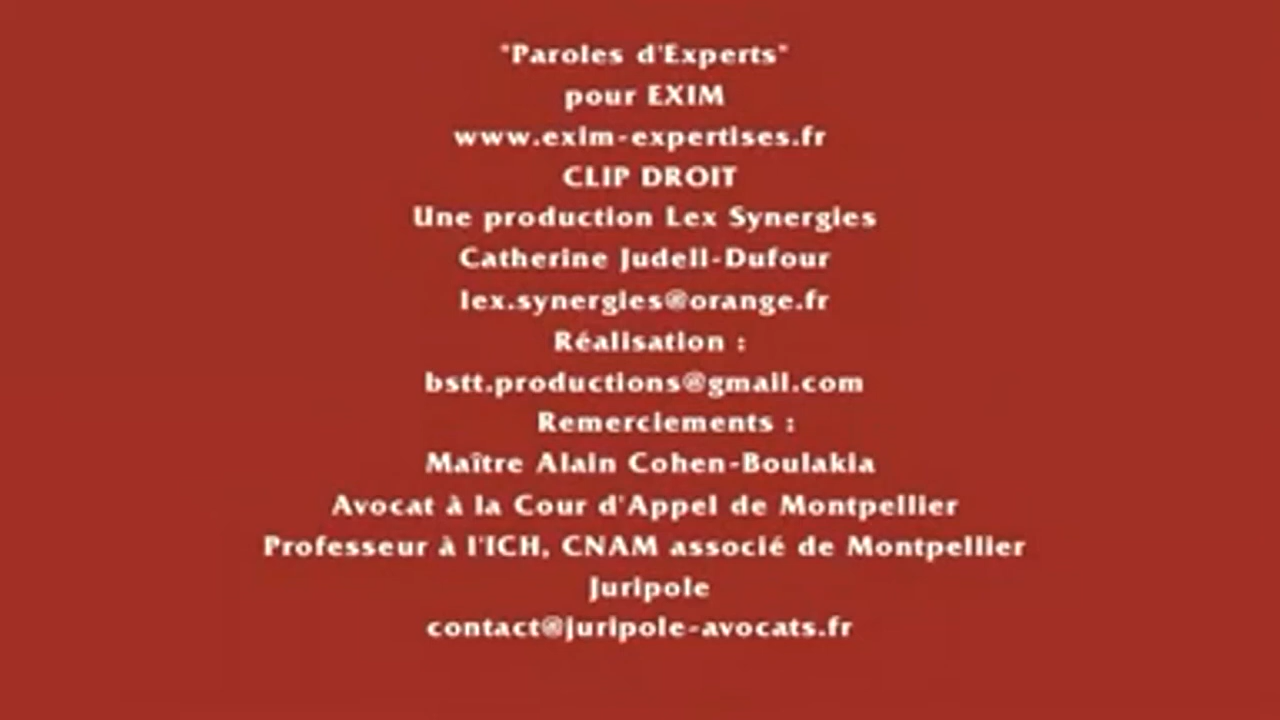 "Paroles d'Experts"
pour EXIM
www.exim-expertises.fr
CLIP DROIT
Une production Lex Synergies
Catherine Judell-Dufour
lex.synergies@orange.fr
Réalisation :
bstt.productions@gmail.com
Remerciements :
Maître Alain Cohen-Boulakia
Avocat à la Cour d'Appel de Montpellier
Professeur à l'ICH, CNAM associé de Montpellier
Juripole
contact@juripole-avocats.fr